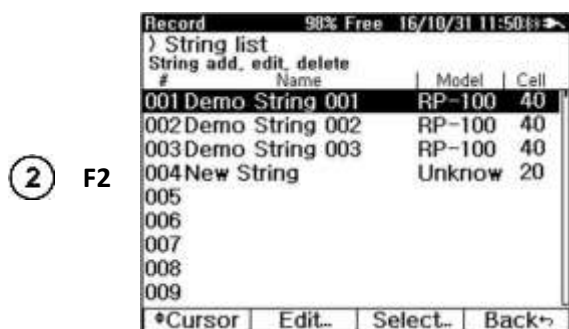 Record 98% Free 16/10/31 11:50
〉String list
String add, edit, delete
# Name | Model | Cell
001 Demo String 001 RP-100 40
002 Demo String 002 RP-100 40
003 Demo String 003 RP-100 40
② F2
004 New String Unknow 20
005
006
007
008
009
Cursor Edit… Select… Back